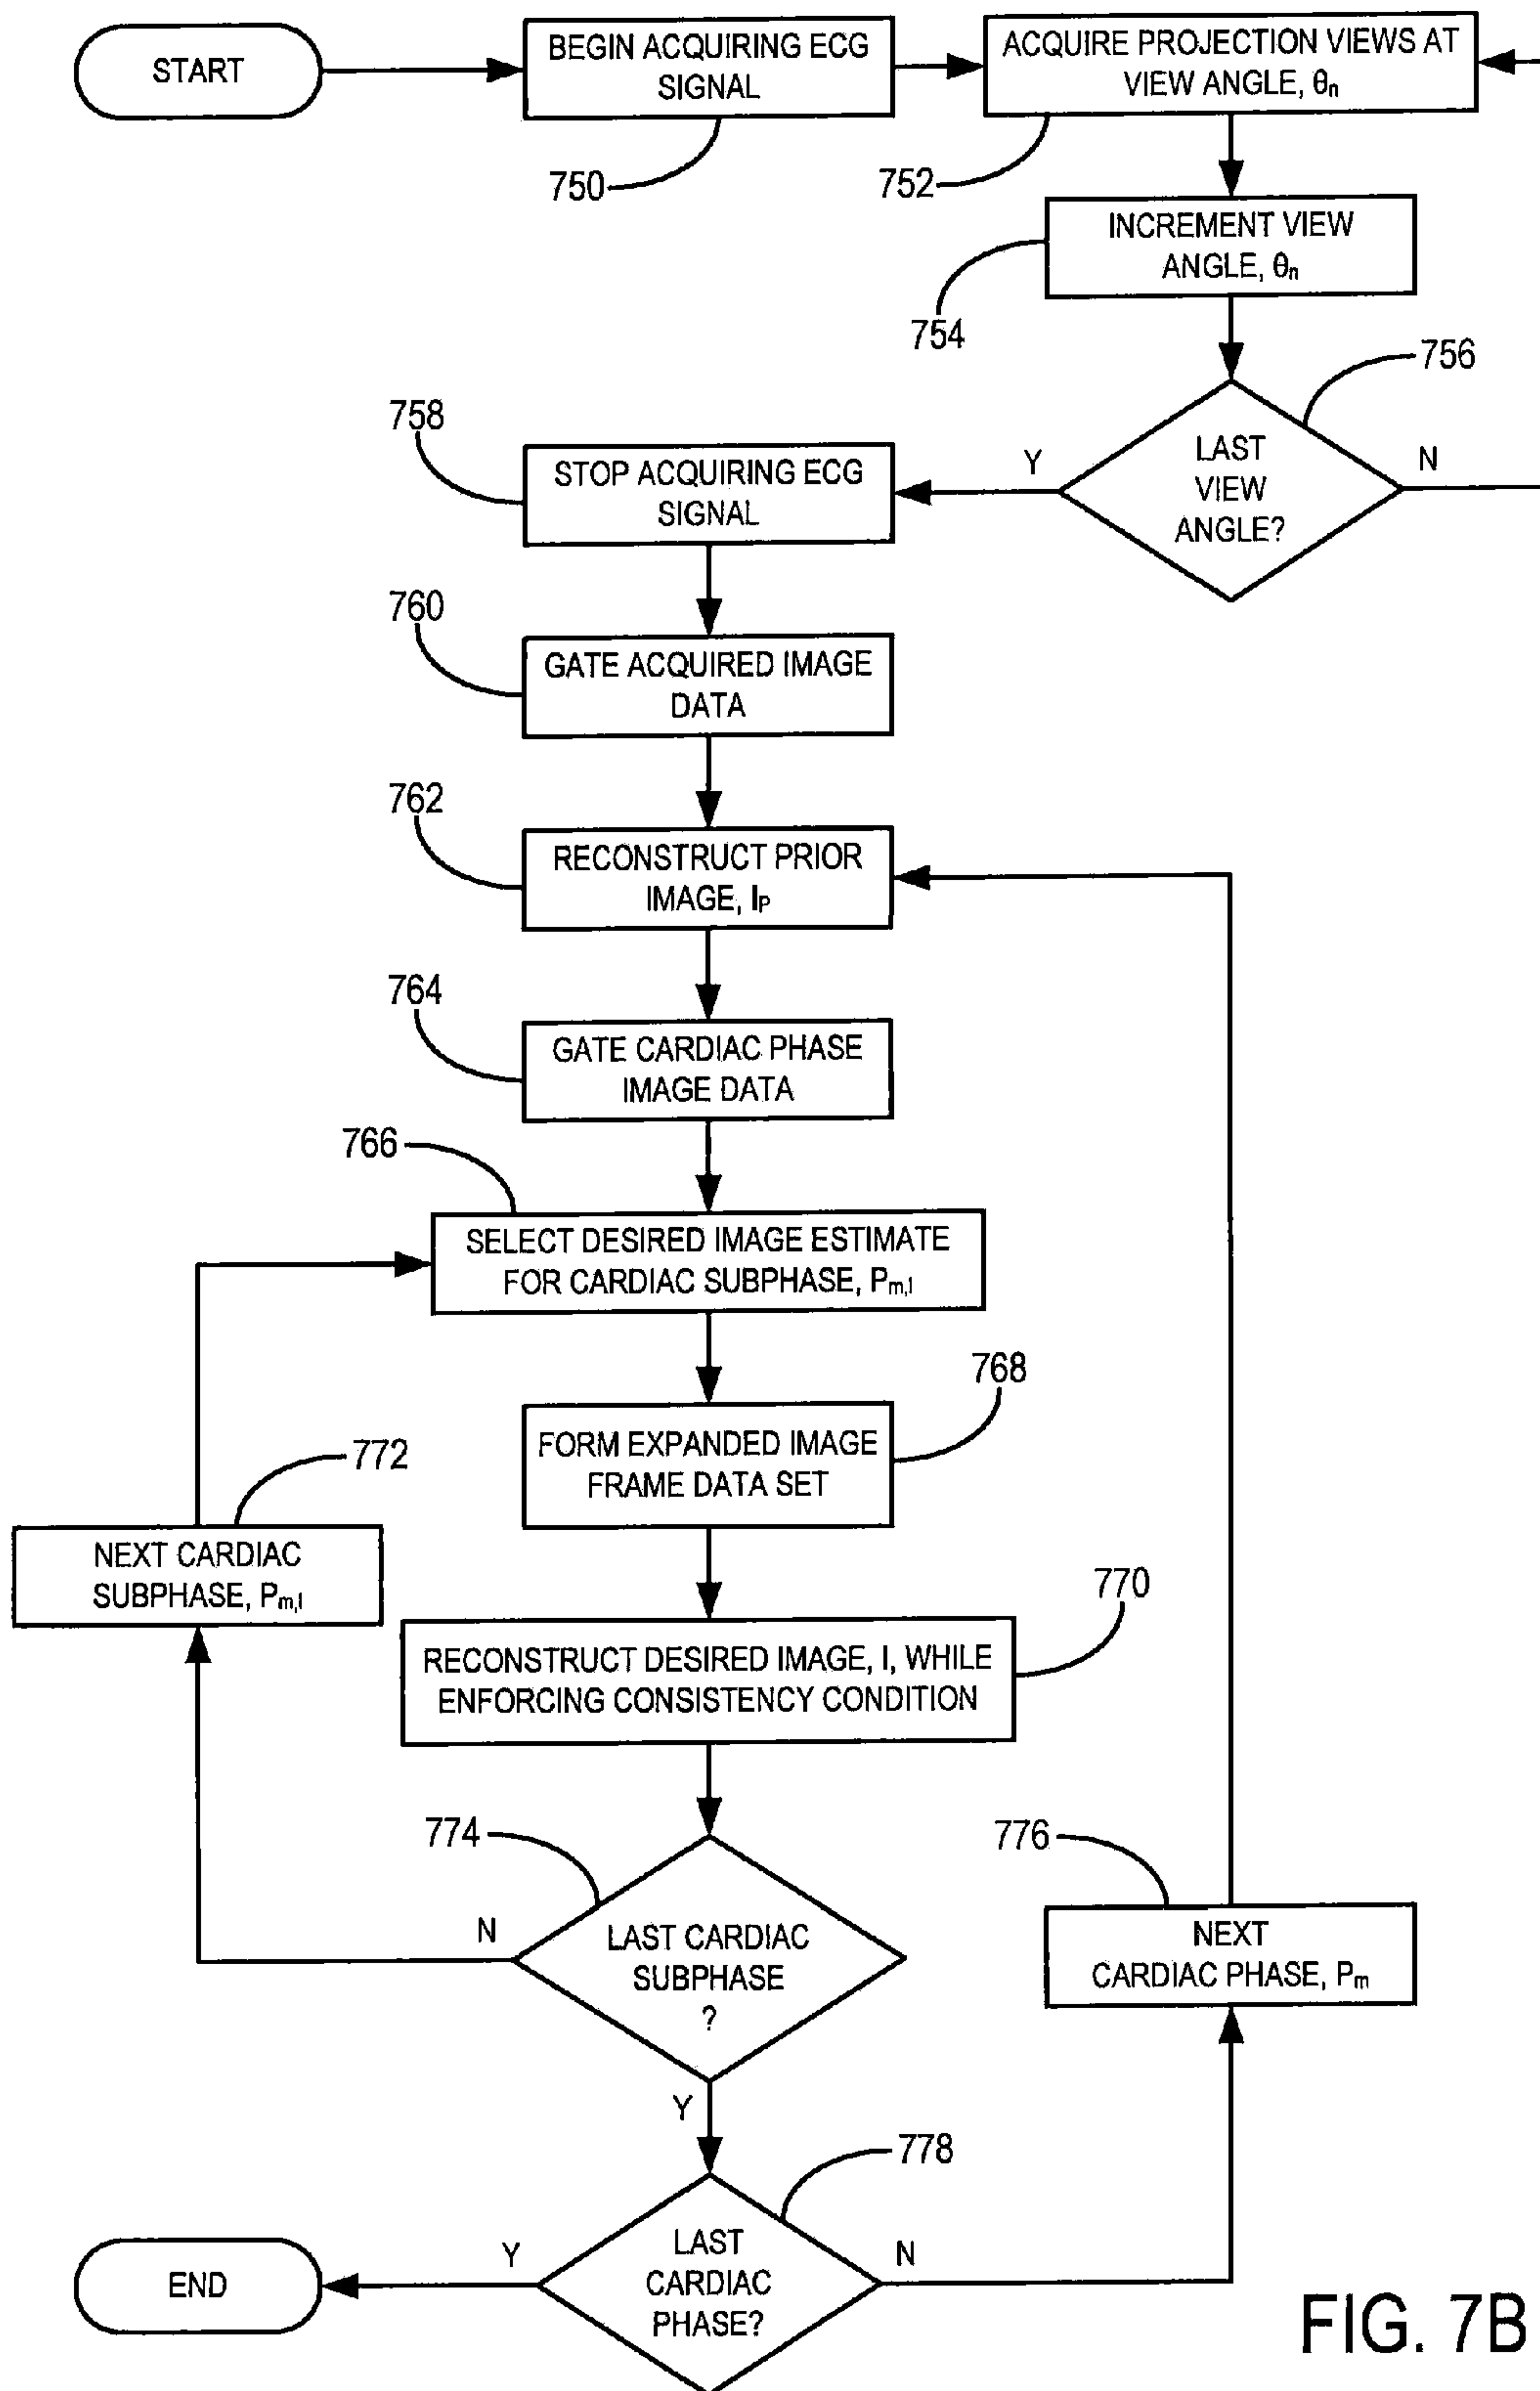 START
BEGIN ACQUIRING ECG
SIGNAL
750
ACQUIRE PROJECTION VIEWS AT
VIEW ANGLE, θn
752
INCREMENT VIEW
ANGLE, θn
754
LAST
VIEW
ANGLE?
756
Y
N
STOP ACQUIRING ECG
SIGNAL
758
GATE ACQUIRED IMAGE
DATA
760
RECONSTRUCT PRIOR
IMAGE, IP
762
GATE CARDIAC PHASE
IMAGE DATA
764
SELECT DESIRED IMAGE ESTIMATE
FOR CARDIAC SUBPHASE, Pm,l
766
FORM EXPANDED IMAGE
FRAME DATA SET
768
NEXT CARDIAC
SUBPHASE, Pm,l
772
RECONSTRUCT DESIRED IMAGE, I, WHILE
ENFORCING CONSISTENCY CONDITION
770
LAST CARDIAC
SUBPHASE
?
774
N
Y
NEXT
CARDIAC PHASE, Pm
776
LAST
CARDIAC
PHASE?
778
Y
N
END
FIG. 7B